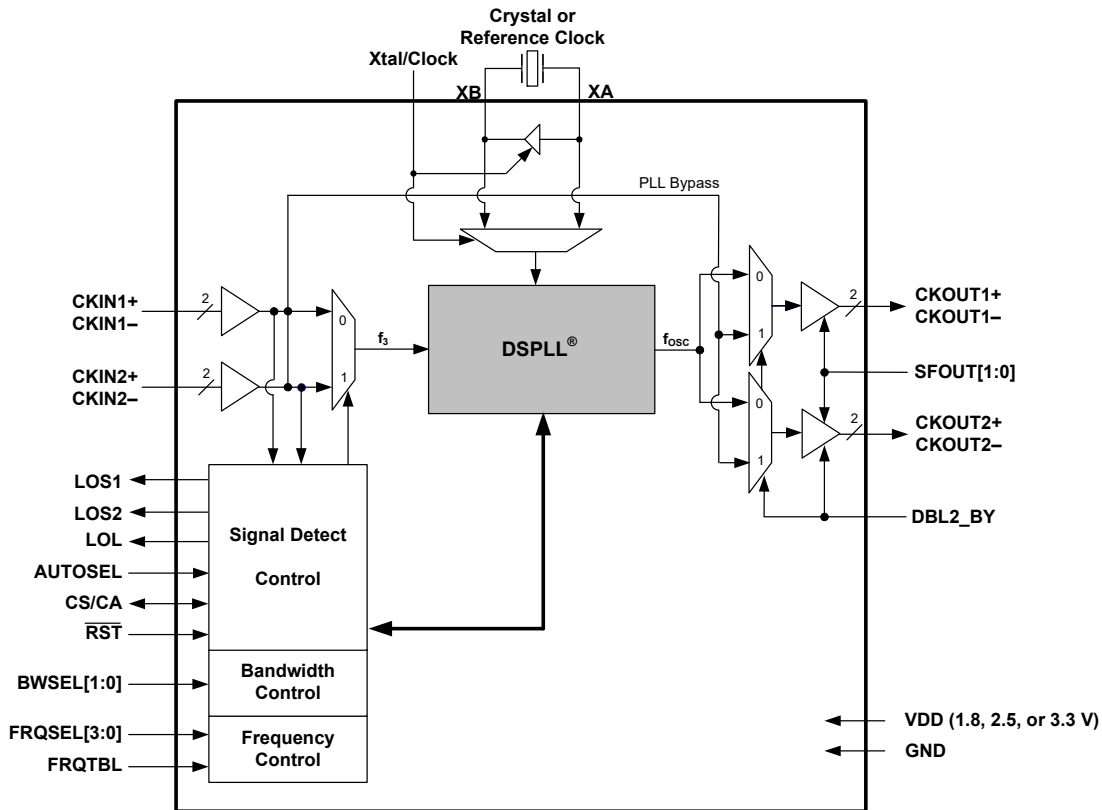 Crystal or
Reference Clock
Xtal/Clock
XB
XA
PLL Bypass
CKIN1+
CKIN1–
2
0
f3
DSPLL®
fOSC
0
1
2
CKOUT1+
CKOUT1–
SFOUT[1:0]
CKIN2+
CKIN2–
2
1
0
1
2
CKOUT2+
CKOUT2–
DBL2_BY
LOS1
LOS2
LOL
AUTOSEL
CS/CA
RST
Signal Detect
Control
BWSEL[1:0]
Bandwidth
Control
FRQSEL[3:0]
FRQTBL
Frequency
Control
VDD (1.8, 2.5, or 3.3 V)
GND